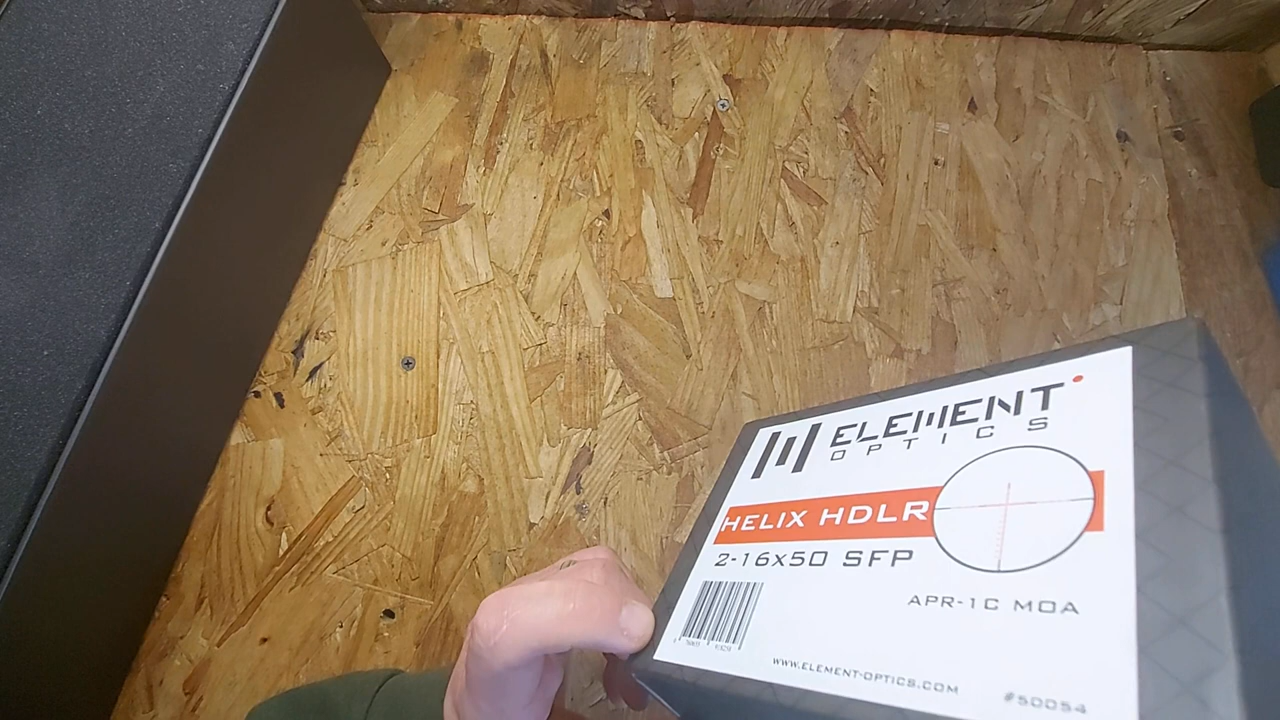 ELEMENT
OPTICS
HELIX HDLR
2-16x50 SFP
APR-1C MOA
WWW.ELEMENT-OPTICS.COM
#50054